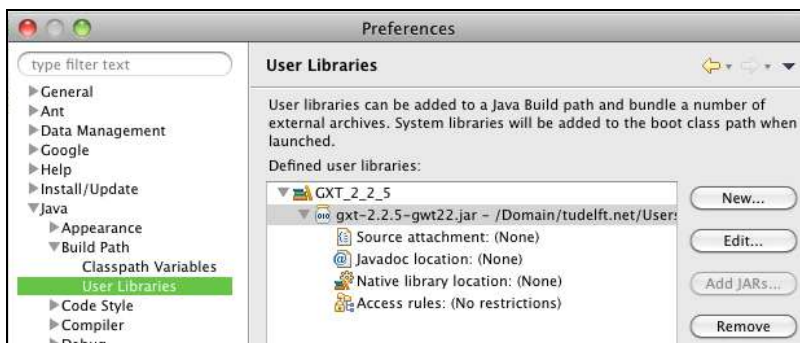 Preferences
type filter text
General
Ant
Data Management
Google
Help
Install/Update
Java
Appearance
Build Path
Classpath Variables
User Libraries
Code Style
Compiler
User Libraries
User libraries can be added to a Java Build path and bundle a number of
external archives. System libraries will be added to the boot class path when
launched.
Defined user libraries:
GXT_2_2_5
gxt-2.2.5-gwt22.jar - /Domain/tudelft.net/Users
Source attachment: (None)
Javadoc location: (None)
Native library location: (None)
Access rules: (No restrictions)
New...
Edit...
Add JARs...
Remove